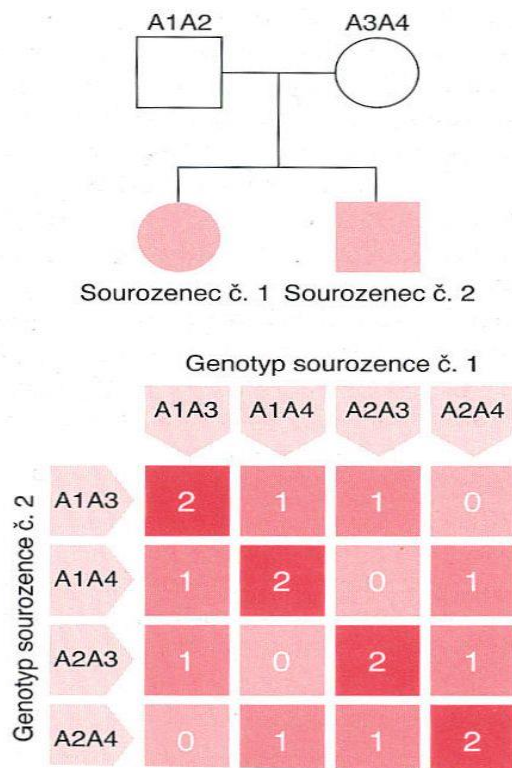 A1A2 A3A4
Sourozenec č. 1 Sourozenec č. 2
Genotyp sourozence č. 1
A1A3 A1A4 A2A3 A2A4
Genotyp sourozence č. 2
A1A3 2 1 1 0
A1A4 1 2 0 1
A2A3 1 0 2 1
A2A4 0 1 1 2